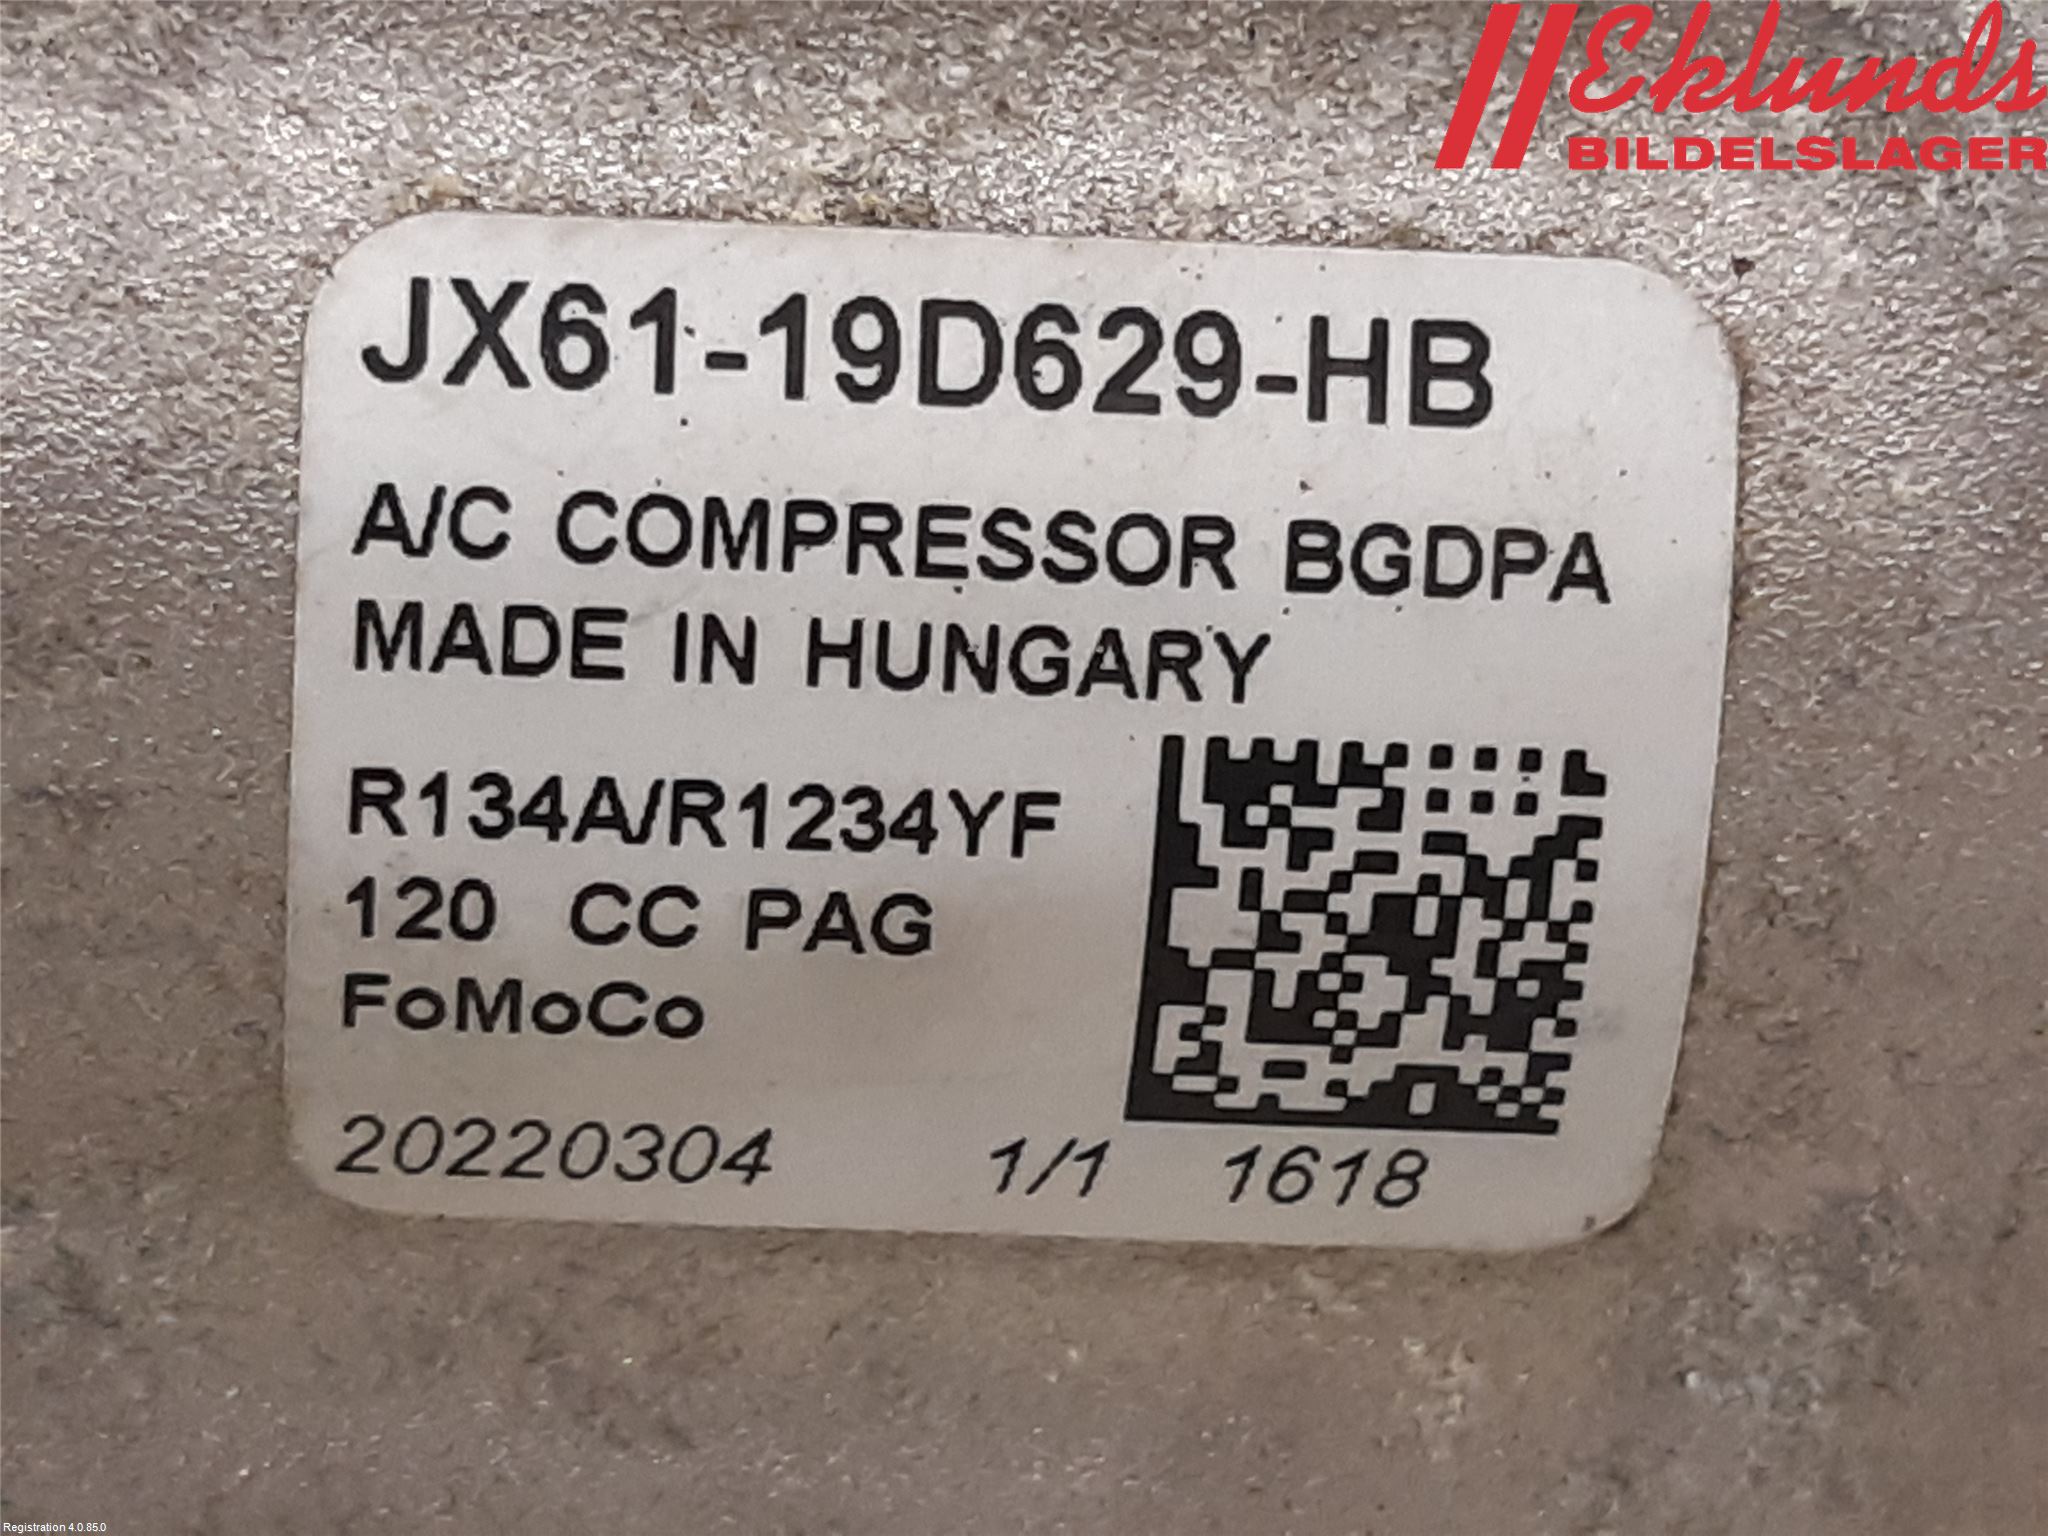 Eklunds
BILDELSLAGER
JX61-19D629-HB
A/C COMPRESSOR BGDPA
MADE IN HUNGARY
R134A/R1234YF
120 CC PAG
FoMoCo
20220304 1/1 1618
Registration 4.0.85.0